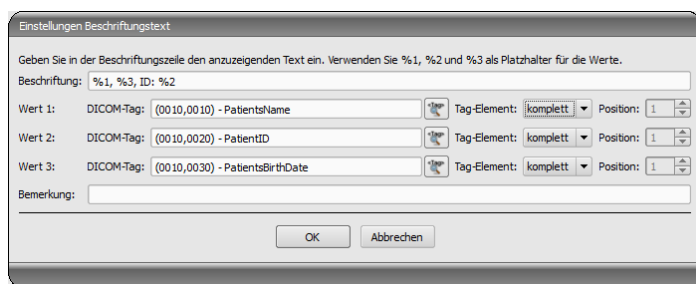 Einstellungen Beschriftungstext
Geben Sie in der Beschriftungszeile den anzuzeigenden Text ein. Verwenden Sie %1, %2 und %3 als Platzhalter für die Werte.
Beschriftung: %1, %3, ID: %2
Wert 1: DICOM-Tag: (0010,0010) - PatientsName Tag-Element: komplett Position: 1
Wert 2: DICOM-Tag: (0010,0020) - PatientID Tag-Element: komplett Position: 1
Wert 3: DICOM-Tag: (0010,0030) - PatientsBirthDate Tag-Element: komplett Position: 1
Bemerkung:
OK Abbrechen